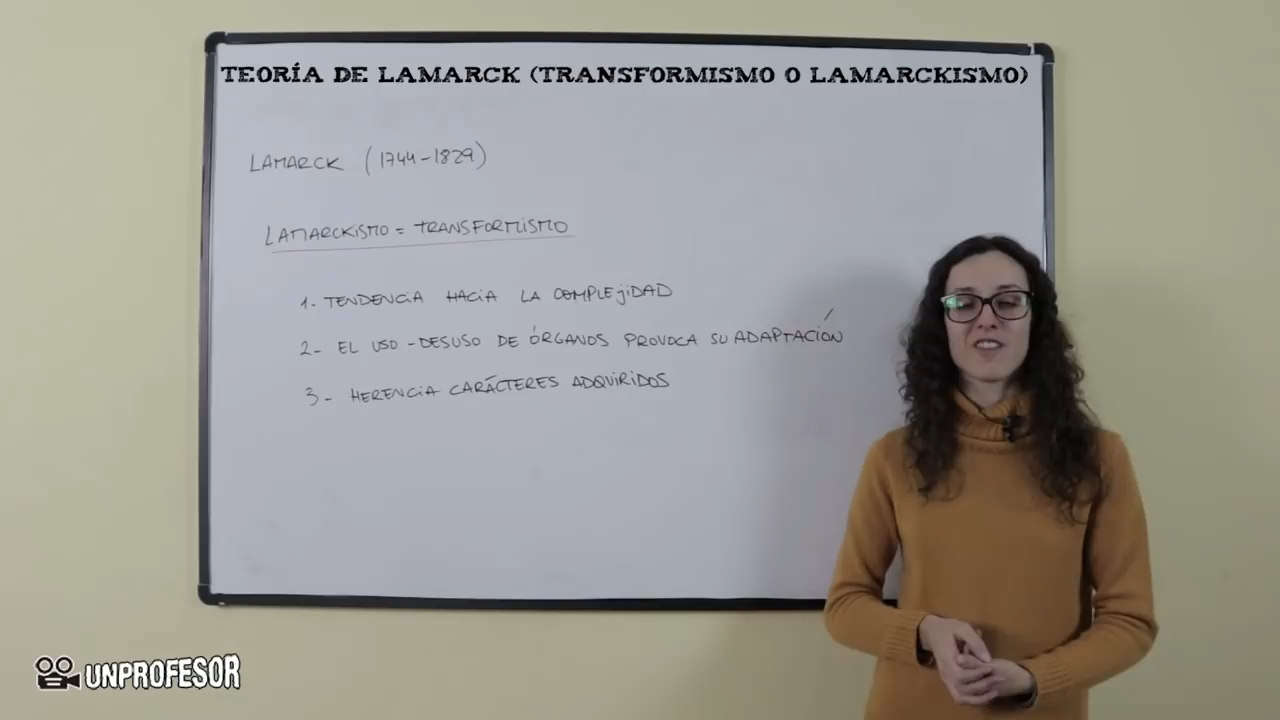 TEORÍA DE LAMARCK (TRANSFORMISMO O LAMARCKISMO)
LAMARCK (1744-1829)
LAMARCKISMO = TRANSFORMISMO
1- TENDENCIA HACIA LA COMPLEJIDAD
2- EL USO-DESUSO DE ÓRGANOS PROVOCA SU ADAPTACIÓN
3- HERENCIA CARÁCTERES ADQUIRIDOS
UNPROFESOR